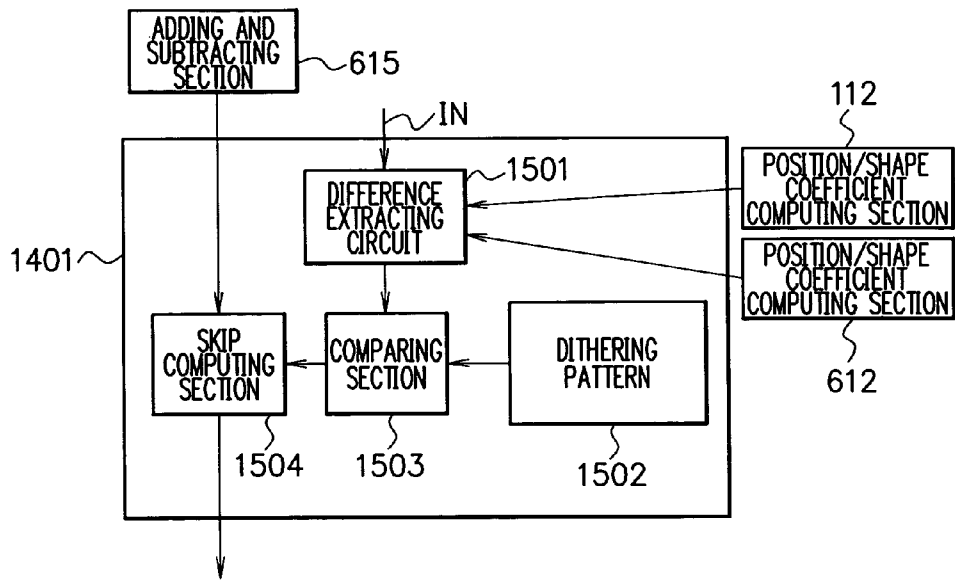 ADDING AND
SUBTRACTING
SECTION
615
IN
112
1501
DIFFERENCE
EXTRACTING
CIRCUIT
POSITION/SHAPE
COEFFICIENT
COMPUTING SECTION
1401
POSITION/SHAPE
COEFFICIENT
COMPUTING SECTION
612
SKIP
COMPUTING
SECTION
COMPARING
SECTION
DITHERING
PATTERN
1504
1503
1502